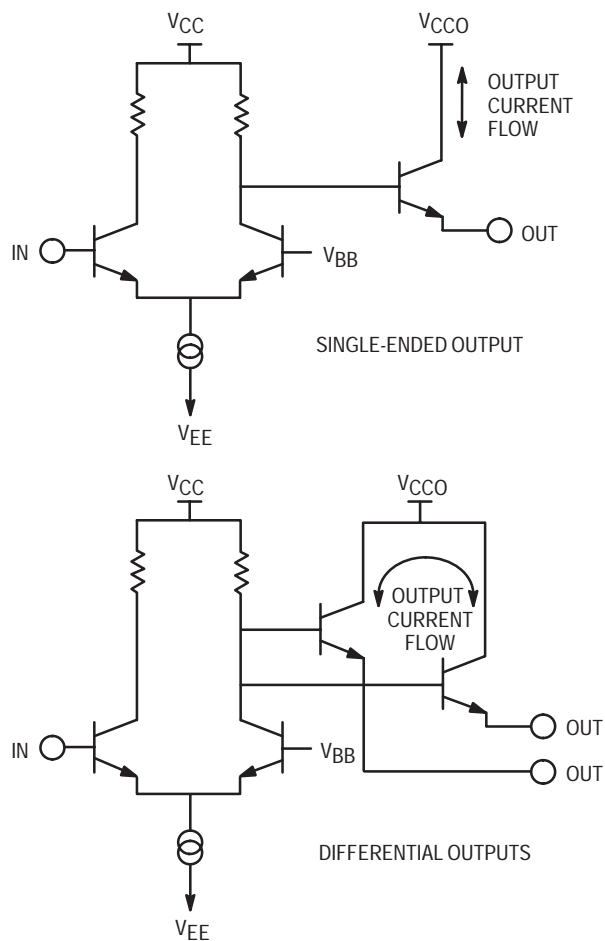 VCC
VCCO
OUTPUT
CURRENT
FLOW
IN
VBB
OUT
SINGLE-ENDED OUTPUT
VEE
VCC
VCCO
OUTPUT
CURRENT
FLOW
IN
VBB
OUT
OUT
DIFFERENTIAL OUTPUTS
VEE